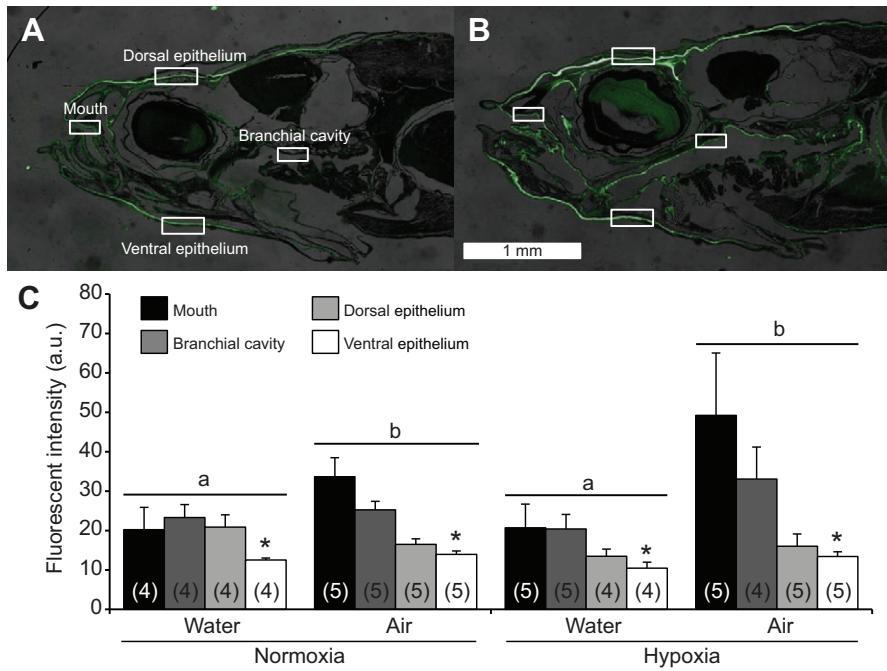 A
Dorsal epithelium
Mouth
Branchial cavity
Ventral epithelium
B
1 mm
C
Fluorescent intensity (a.u.)
80
70
60
50
40
30
20
10
0
Mouth
Branchial cavity
Dorsal epithelium
Ventral epithelium
a
b
a
b
*
*
*
*
(4) (4) (4) (4) (5) (5) (5) (5) (5) (5) (4) (4) (5) (4) (5) (5)
Water Air Water Air
Normoxia Hypoxia